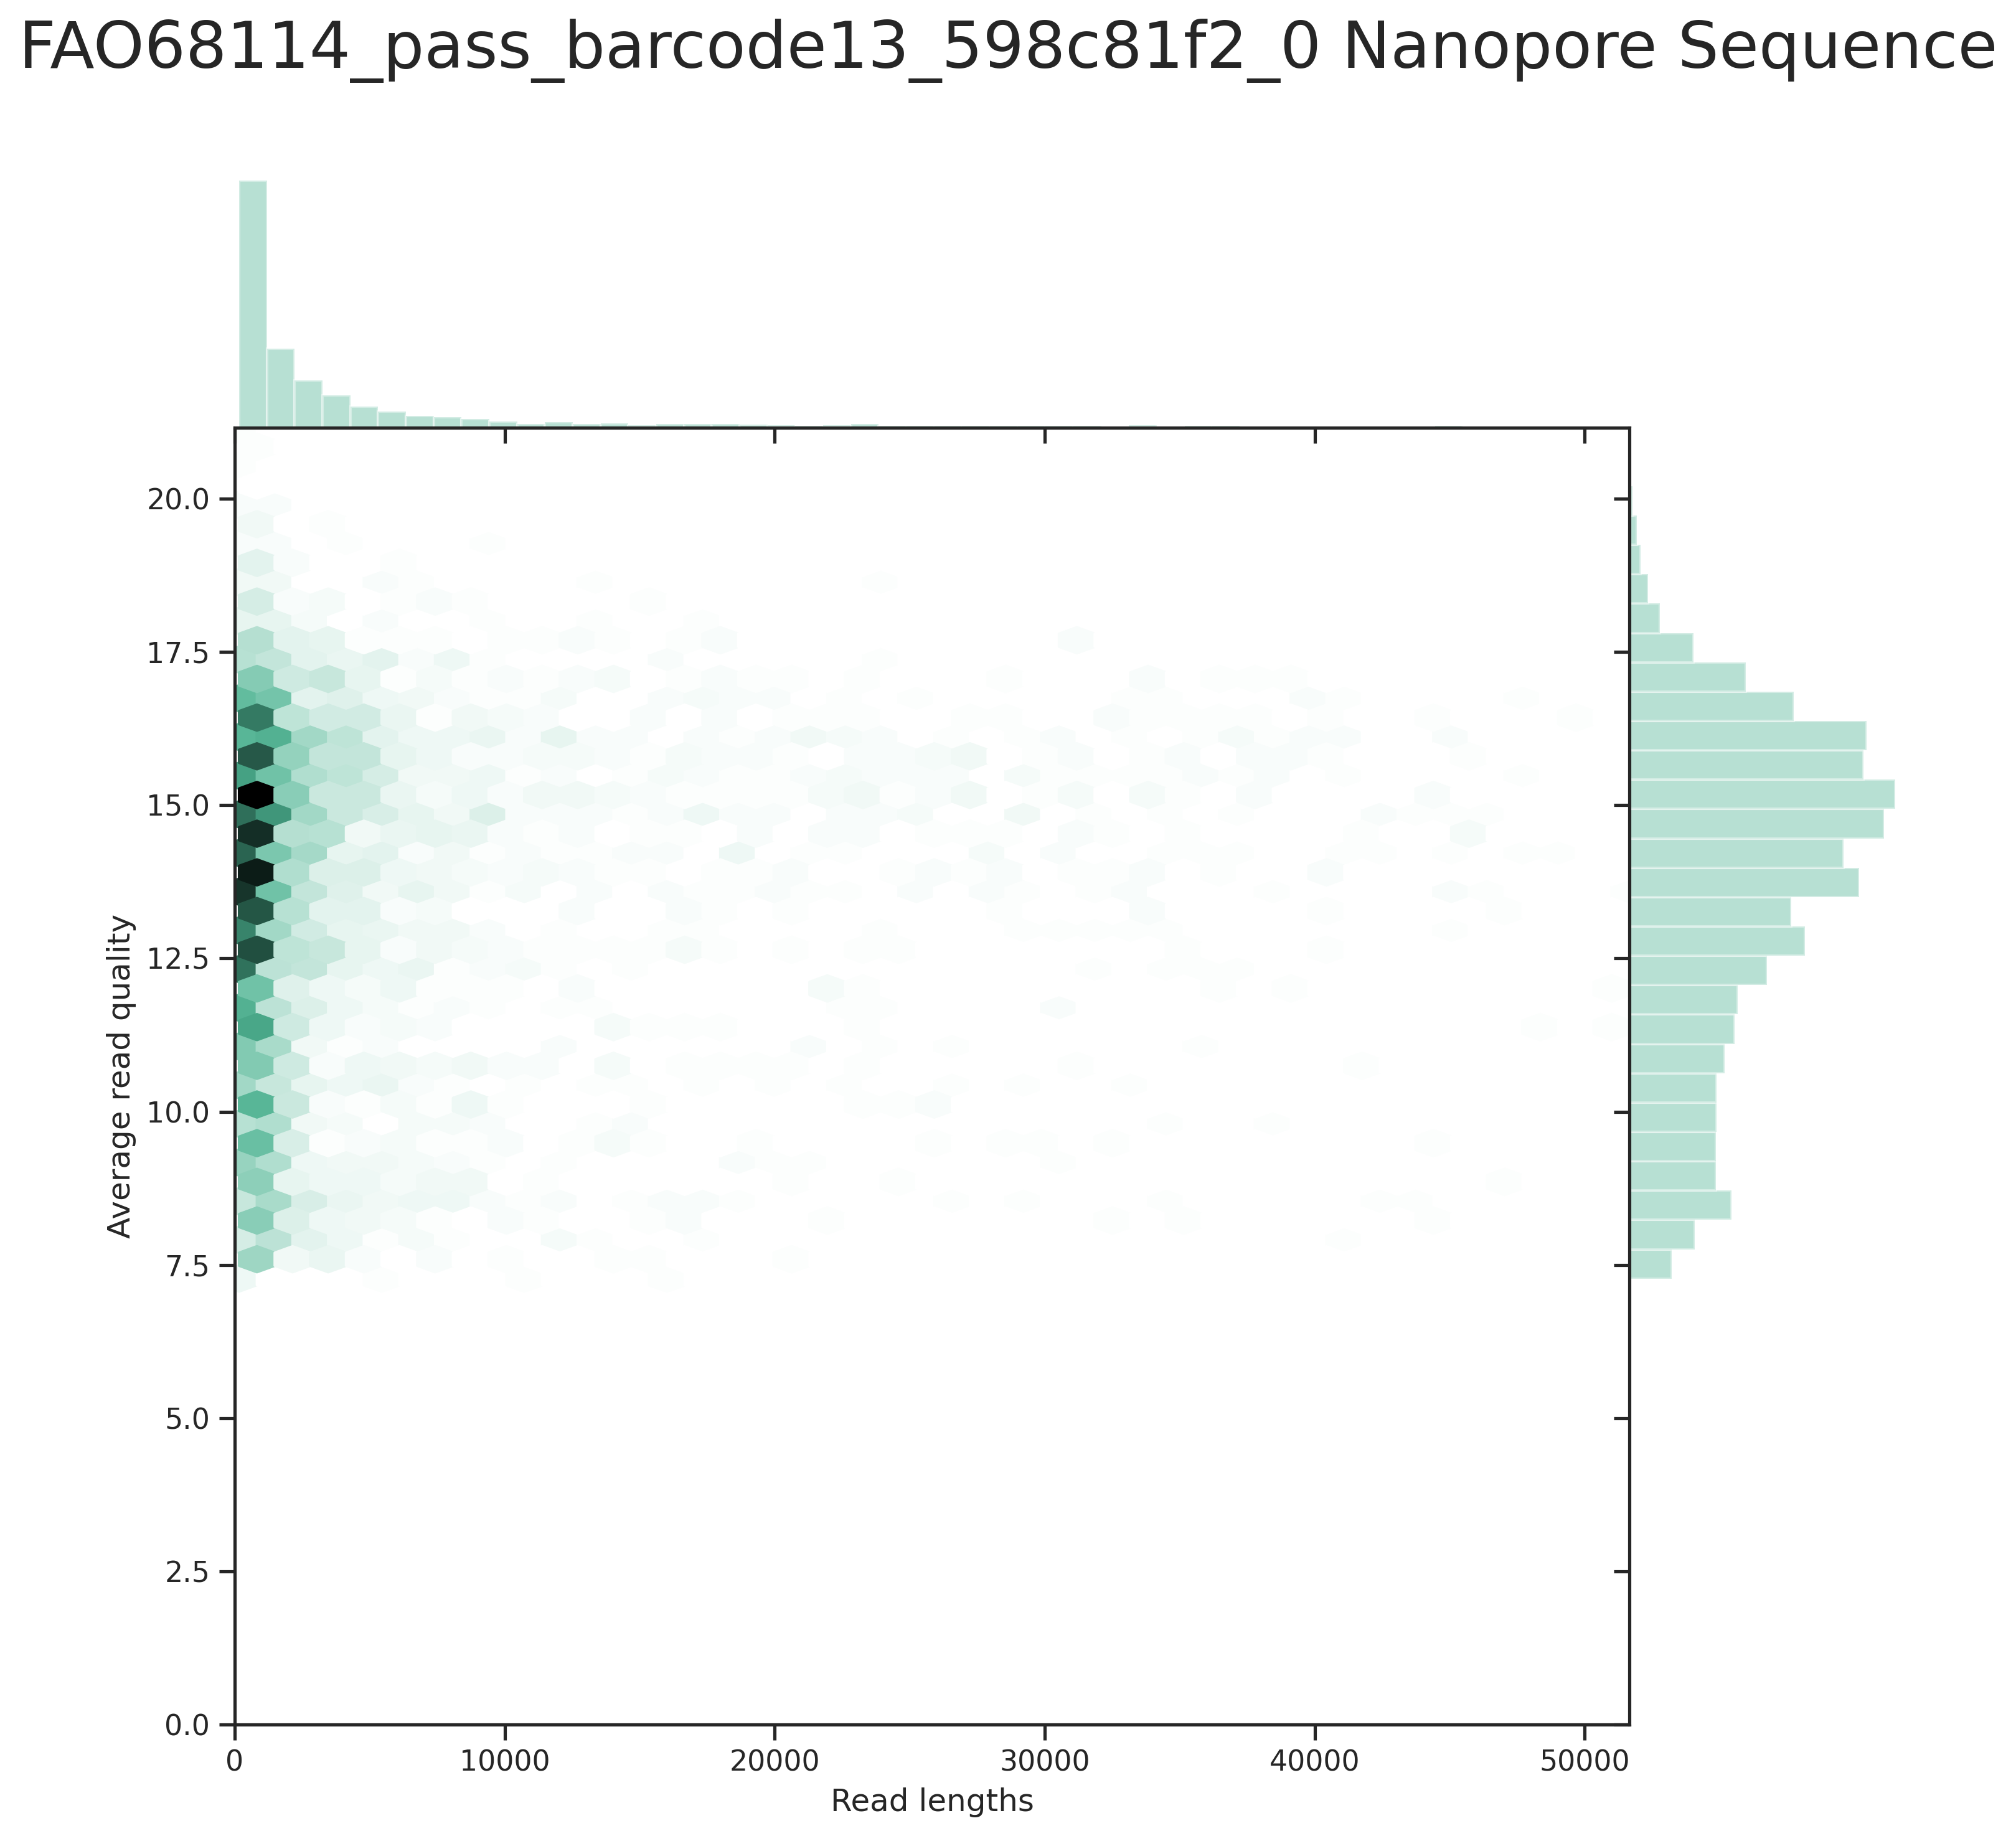 FAO68114_pass_barcode13_598c81f2_0 Nanopore Sequence
20.0
17.5
15.0
12.5
10.0
7.5
5.0
2.5
0.0
Average read quality
0 10000 20000 30000 40000 50000
Read lengths